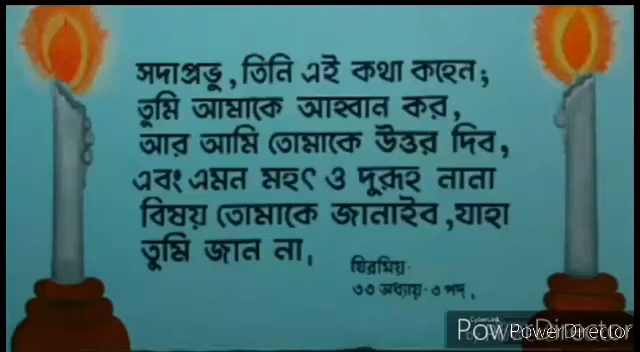 সদাপ্রভু, তিনি এই কথা কহেন;
তুমি আমাকে আহ্বান কর,
আর আমি তোমাকে উত্তর দিব,
এবং এমন মহৎ ও দুরূহ নানা
বিষয় তোমাকে জানাইব, যাহা
তুমি জান না।
যিরমিয়·
৩৩ অধ্যায়·৩ পদ।
CyberLink
PowerDirector